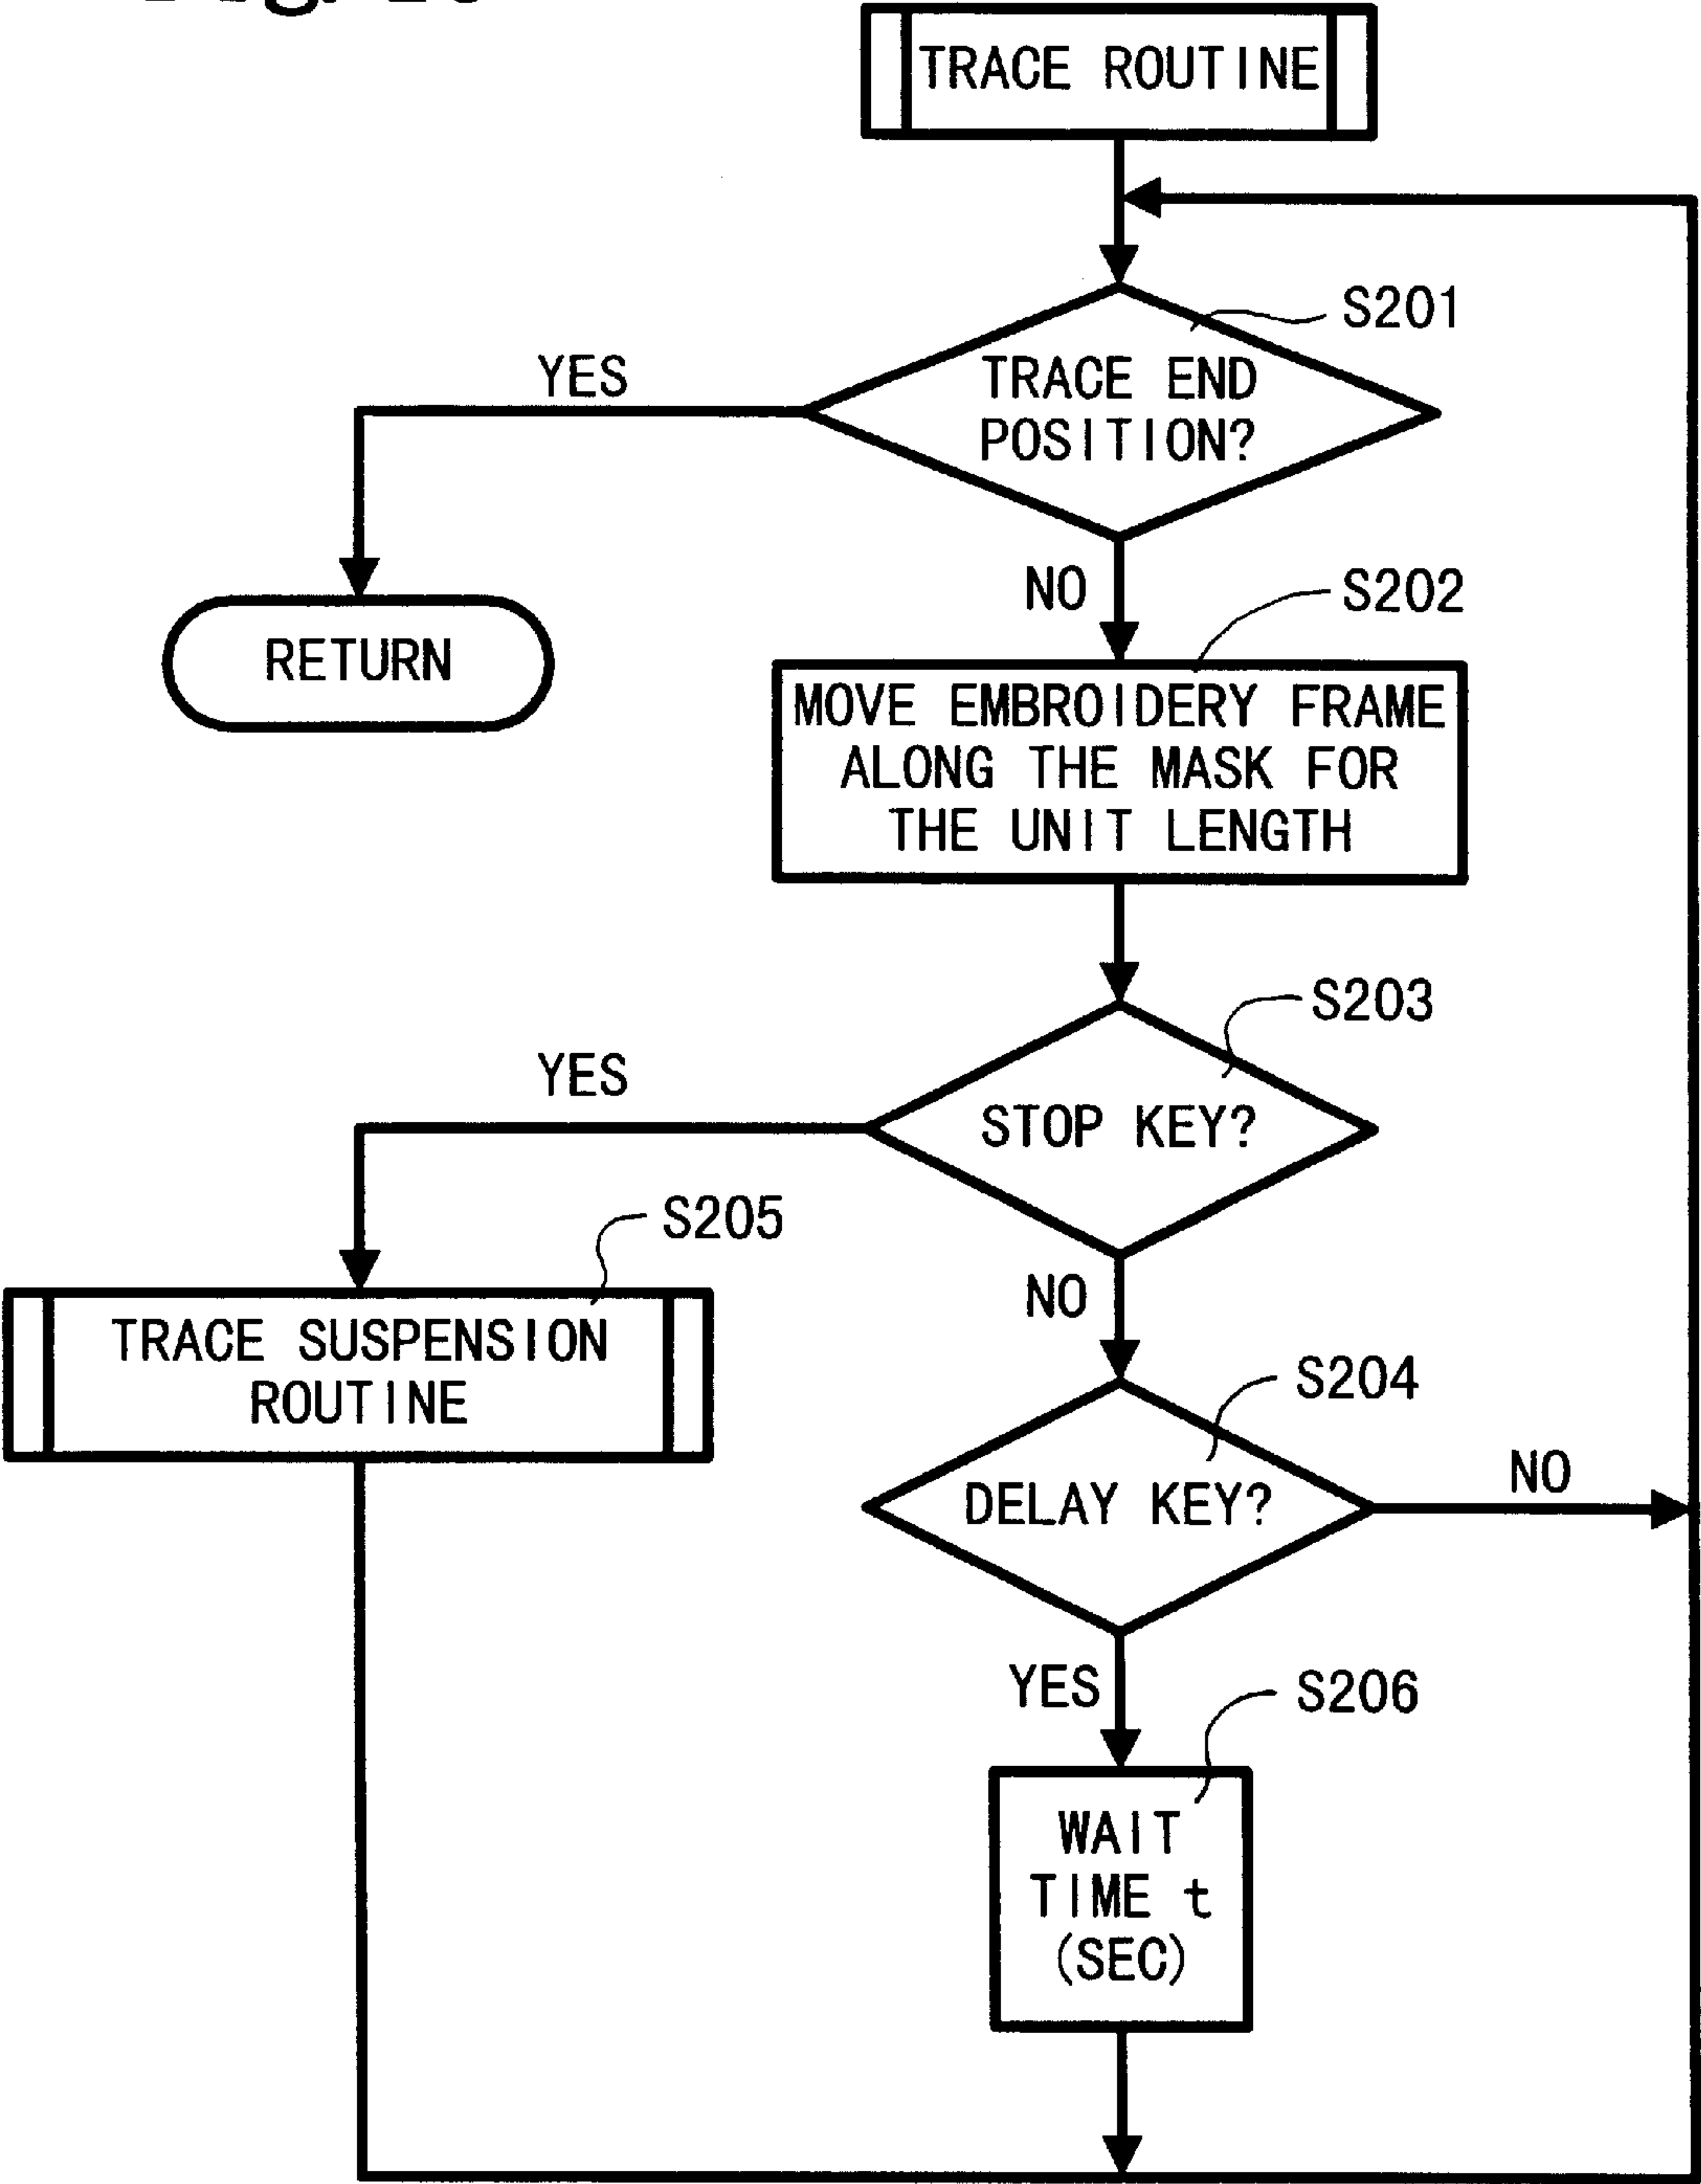 TRACE ROUTINE
S201
YES
TRACE END
POSITION?
NO
S202
RETURN
MOVE EMBROIDERY FRAME
ALONG THE MASK FOR
THE UNIT LENGTH
S203
YES
STOP KEY?
S205
NO
TRACE SUSPENSION
ROUTINE
S204
NO
DELAY KEY?
YES
S206
WAIT
TIME t
(SEC)